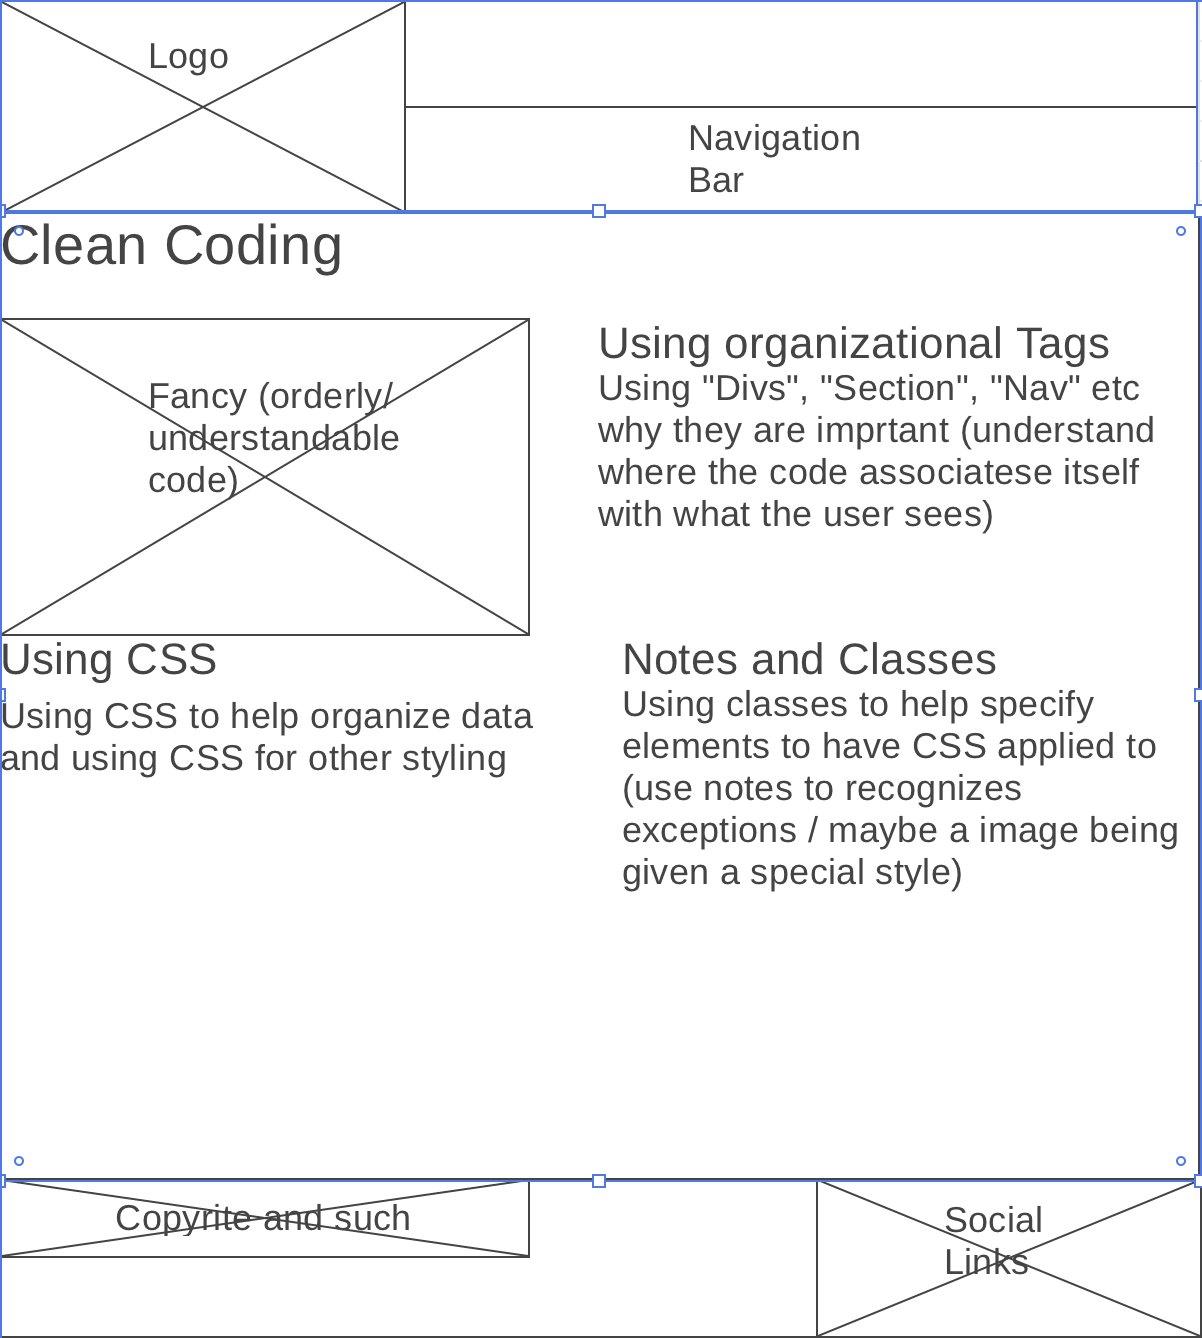 Logo
Navigation
Bar
Clean Coding
Fancy (orderly/
understandable
code)
Using organizational Tags
Using "Divs", "Section", "Nav" etc
why they are imprtant (understand
where the code associatese itself
with what the user sees)
Using CSS
Using CSS to help organize data
and using CSS for other styling
Notes and Classes
Using classes to help specify
elements to have CSS applied to
(use notes to recognizes
exceptions / maybe a image being
given a special style)
Copyrite and such
Social
Links